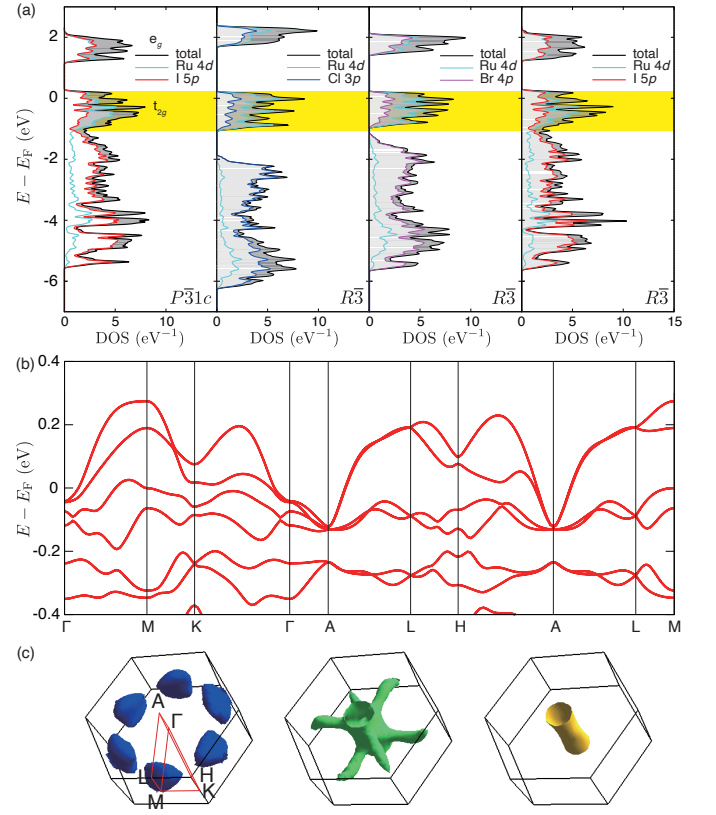 (a)
2
0
-2
-4
-6
E − E_F (eV)
e_g
total
Ru 4d
I 5p
t_2g
P3̅1c
0 5 10
DOS (eV⁻¹)
total
Ru 4d
Cl 3p
R3̅
0 5 10
DOS (eV⁻¹)
total
Ru 4d
Br 4p
R3̅
0 5 10
DOS (eV⁻¹)
total
Ru 4d
I 5p
R3̅
0 5 10 15
DOS (eV⁻¹)
(b)
0.4
0.2
0
-0.2
-0.4
E − E_F (eV)
Γ M K Γ A L H A L M
(c)
A
Γ
L
H
M
K